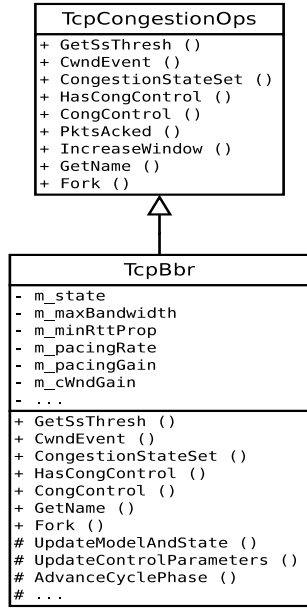 TcpCongestionOps
+ GetSsThresh ()
+ CwndEvent ()
+ CongestionStateSet ()
+ HasCongControl ()
+ CongControl ()
+ PktsAcked ()
+ IncreaseWindow ()
+ GetName ()
+ Fork ()
TcpBbr
- m_state
- m_maxBandwidth
- m_minRttProp
- m_pacingRate
- m_pacingGain
- m_cWndGain
- ...
+ GetSsThresh ()
+ CwndEvent ()
+ CongestionStateSet ()
+ HasCongControl ()
+ CongControl ()
+ GetName ()
+ Fork ()
# UpdateModelAndState ()
# UpdateControlParameters ()
# AdvanceCyclePhase ()
# ...